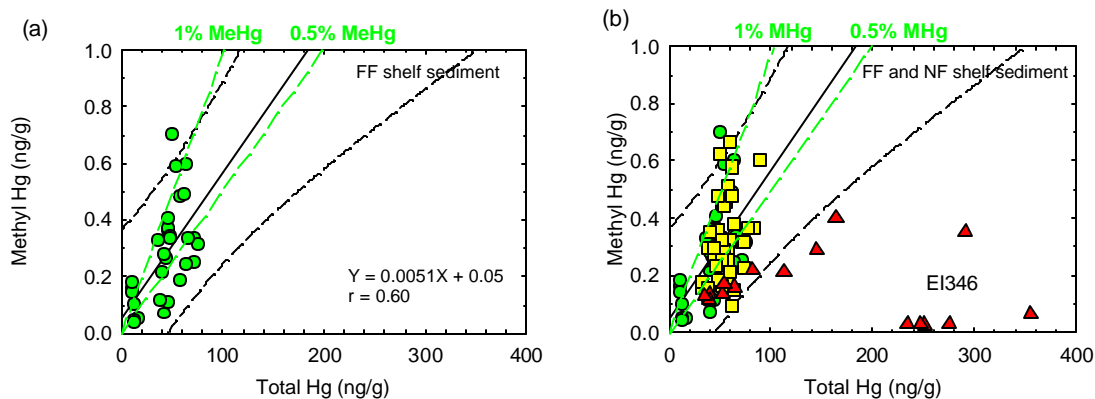 (a)
1% MeHg 0.5% MeHg
FF shelf sediment
1.0
0.8
0.6
0.4
0.2
0.0
Methyl Hg (ng/g)
Y = 0.0051X + 0.05
r = 0.60
0 100 200 300 400
Total Hg (ng/g)
(b)
1% MHg 0.5% MHg
FF and NF shelf sediment
1.0
0.8
0.6
0.4
0.2
0.0
Methyl Hg (ng/g)
EI346
0 100 200 300 400
Total Hg (ng/g)